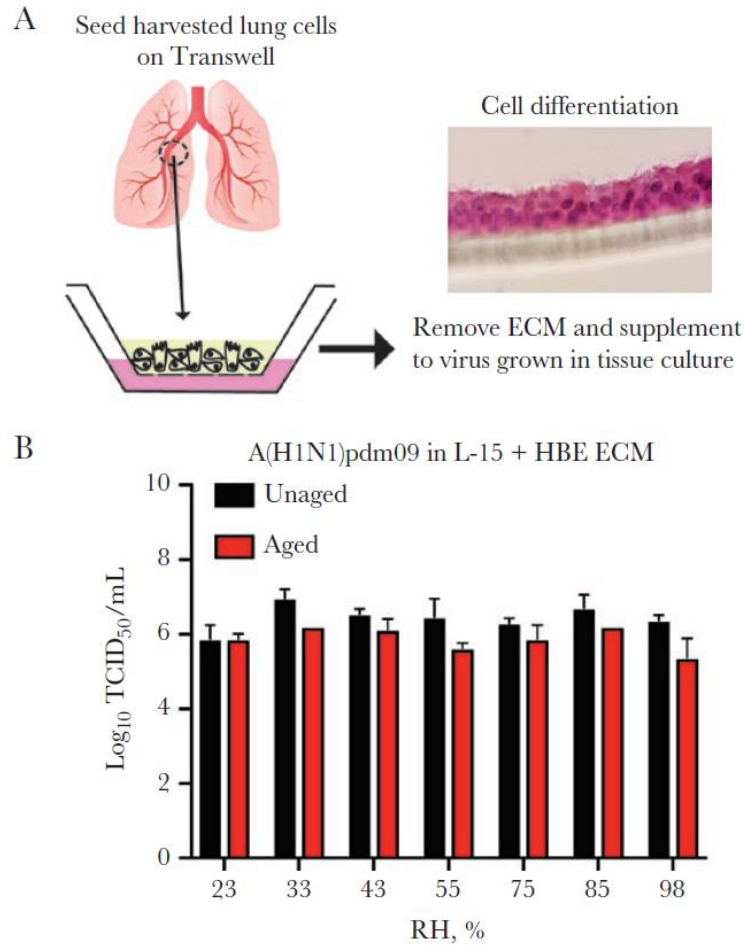 A
Seed harvested lung cells
on Transwell
Cell differentiation
Remove ECM and supplement
to virus grown in tissue culture
B
A(H1N1)pdm09 in L-15 + HBE ECM
Unaged
Aged
Log10 TCID50/mL
10
8
6
4
2
0
23 33 43 55 75 85 98
RH, %